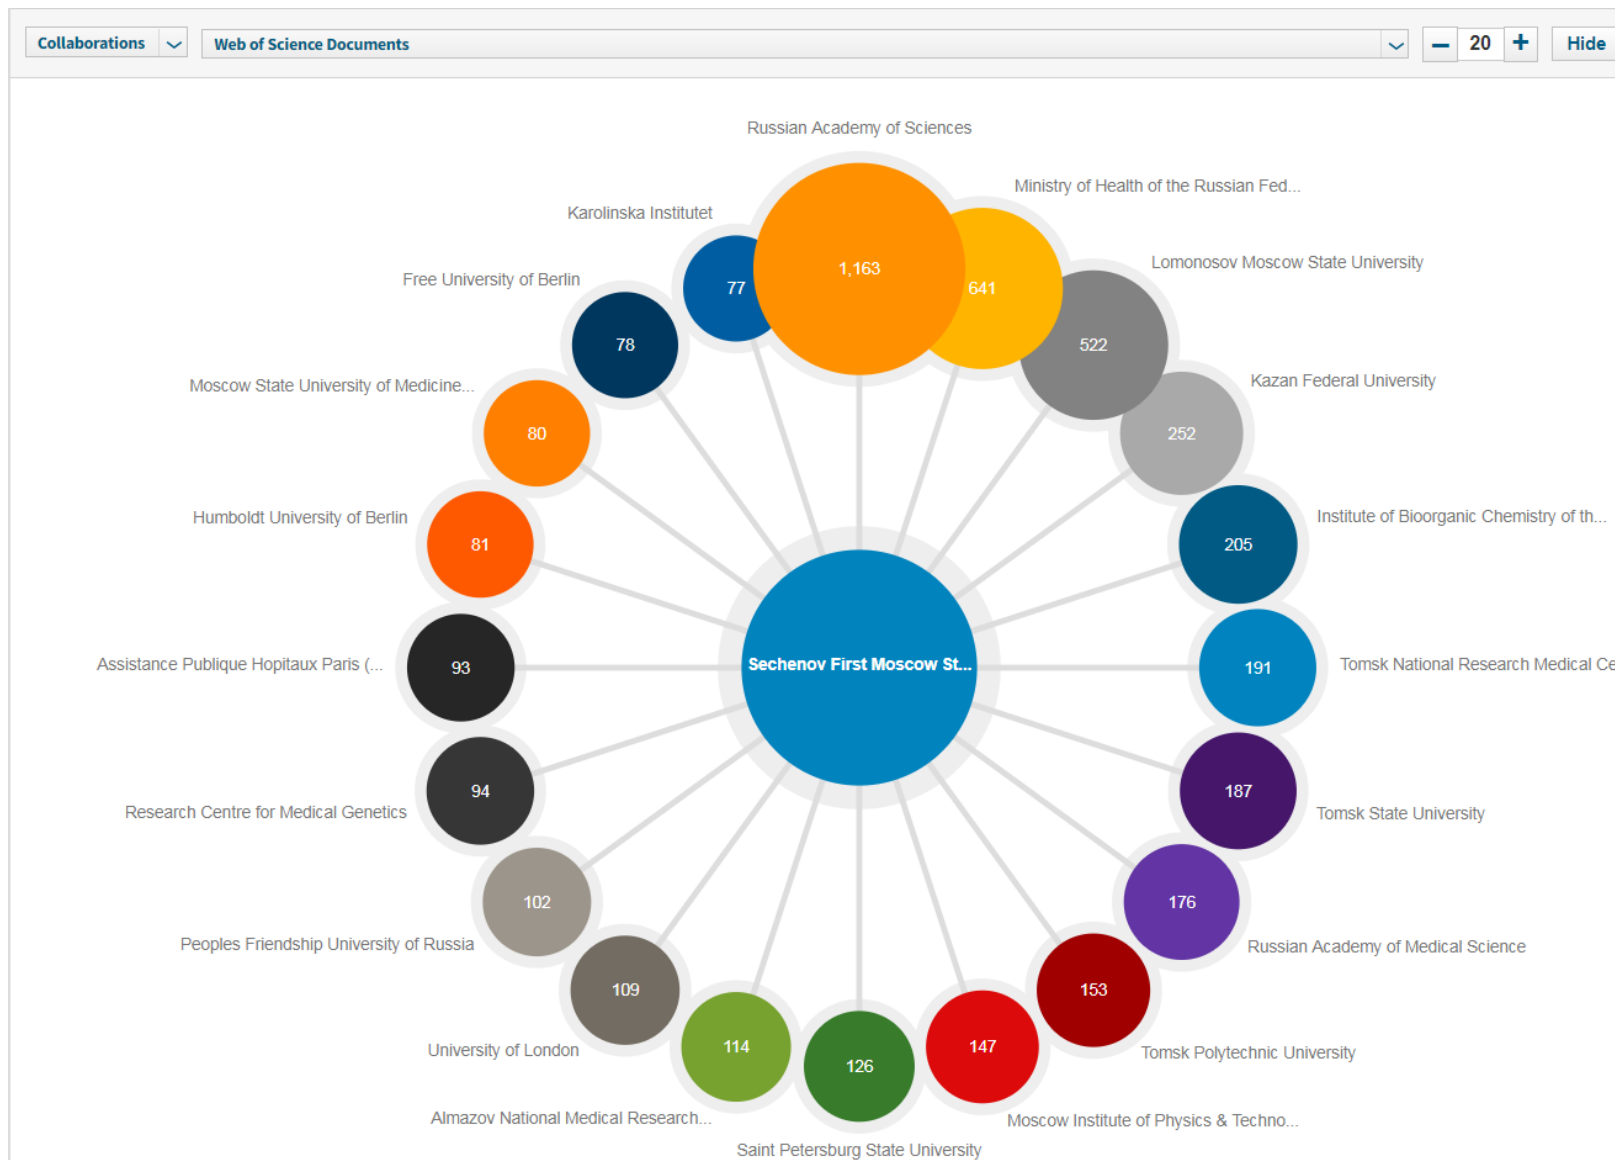 Collaborations
Web of Science Documents
20
Hide
Russian Academy of Sciences
1,163
Ministry of Health of the Russian Fed...
641
Lomonosov Moscow State University
522
Kazan Federal University
252
Institute of Bioorganic Chemistry of th...
205
Tomsk National Research Medical Ce
191
Tomsk State University
187
Russian Academy of Medical Science
176
Tomsk Polytechnic University
153
Moscow Institute of Physics & Techno...
147
Saint Petersburg State University
126
Almazov National Medical Research...
114
University of London
109
Peoples Friendship University of Russia
102
Research Centre for Medical Genetics
94
Assistance Publique Hopitaux Paris (...
93
Humboldt University of Berlin
81
Moscow State University of Medicine...
80
Free University of Berlin
78
Karolinska Institutet
77
Sechenov First Moscow St...